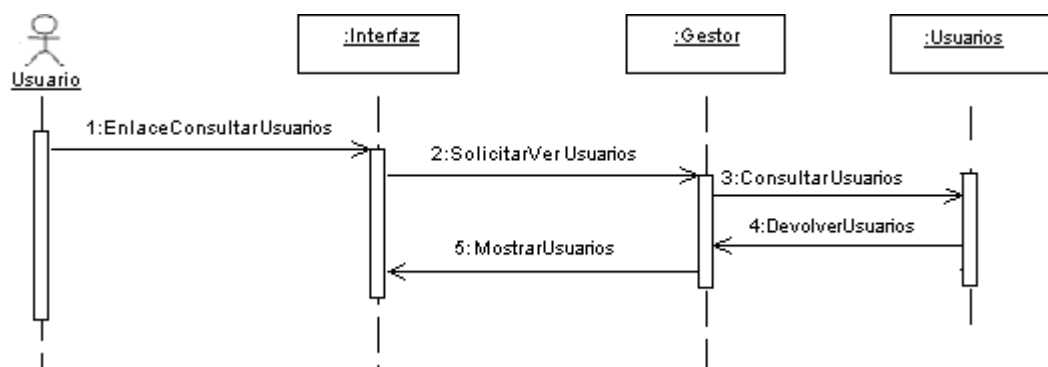 :Interfaz
:Gestor
:Usuarios
Usuario
1:EnlaceConsultarUsuarios
2:SolicitarVer Usuarios
3:ConsultarUsuarios
4:DevolverUsuarios
5:MostrarUsuarios